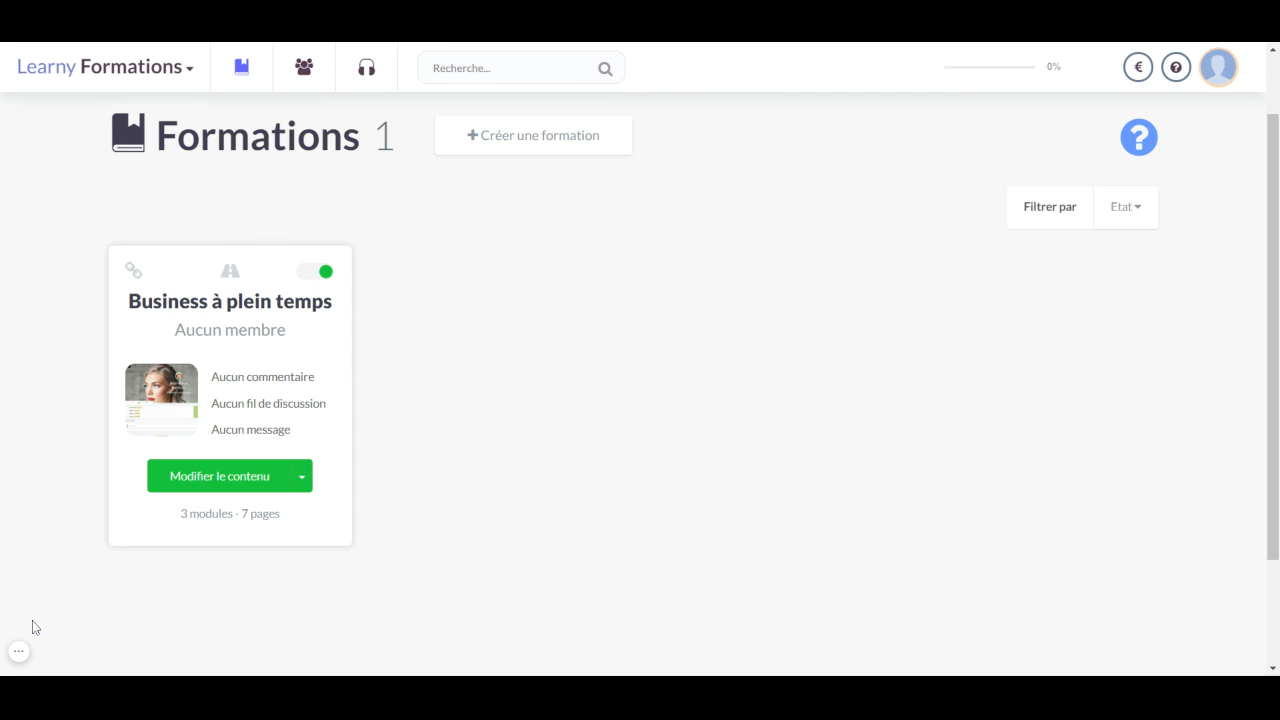 Learny Formations
Recherche...
0%
€
?
Formations 1
+ Créer une formation
?
Filtrer par
Etat
Business à plein temps
Aucun membre
Aucun commentaire
Aucun fil de discussion
Aucun message
Modifier le contenu
3 modules - 7 pages
...